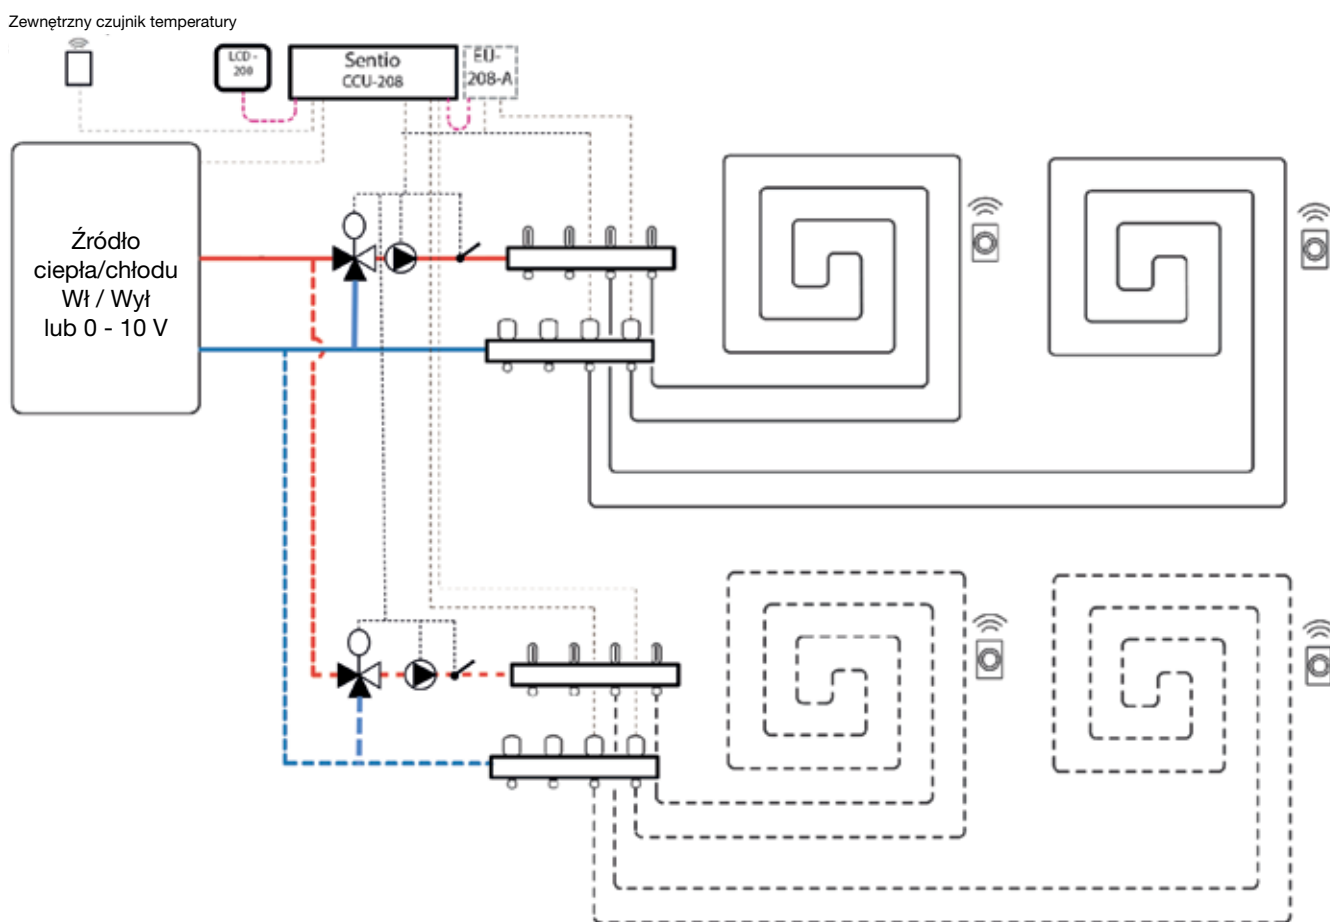 Zewnętrzny czujnik temperatury
LCD -
200
Sentio
CCU-208
EU-
208-A
Źródło
ciepła/chłodu
Wł / Wył
lub 0 - 10 V